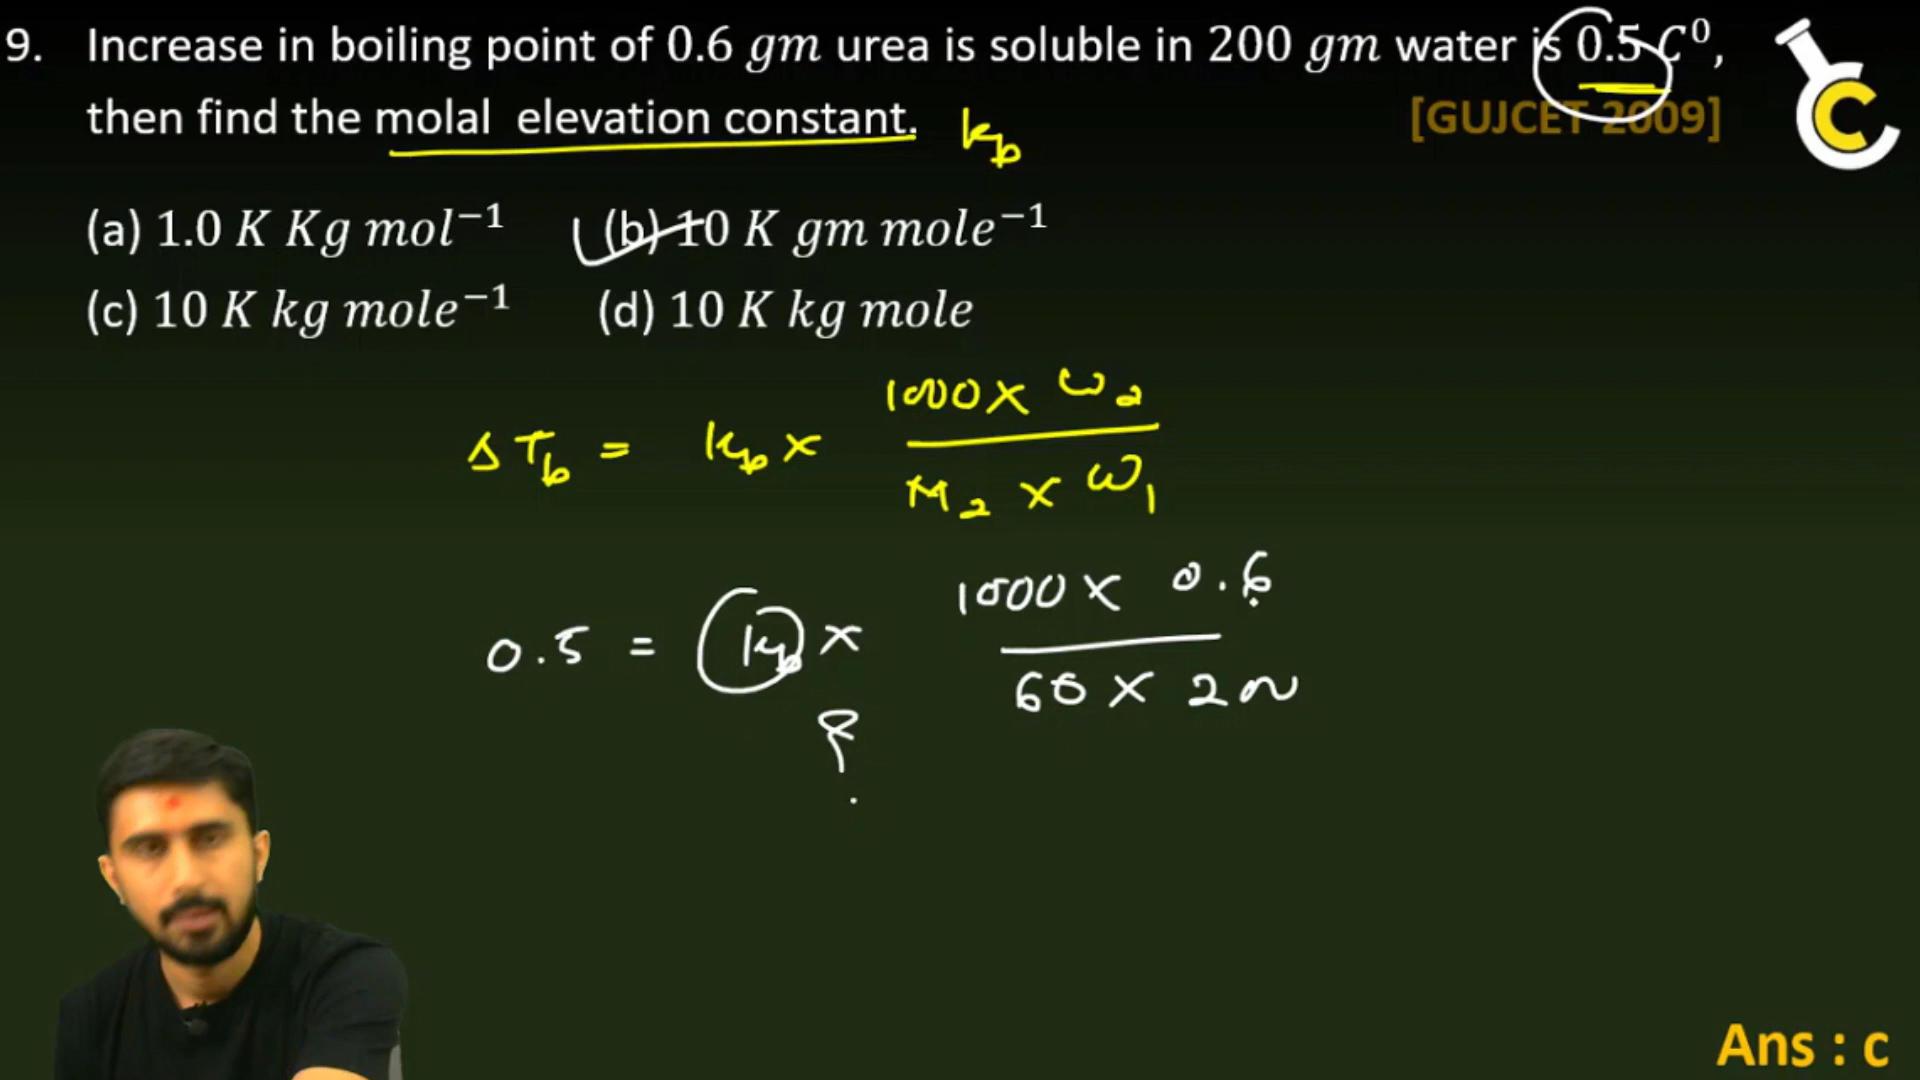 9. Increase in boiling point of 0.6 gm urea is soluble in 200 gm water is 0.5 C⁰,
then find the molal elevation constant. kb [GUJCET 2009]
(a) 1.0 K Kg mol⁻¹ (b) 10 K gm mole⁻¹
(c) 10 K kg mole⁻¹ (d) 10 K kg mole
ΔTb = kb × 1000 × ω2 / M2 × ω1
0.5 = kb × 1000 × 0.6 / 60 × 200
?
Ans : c